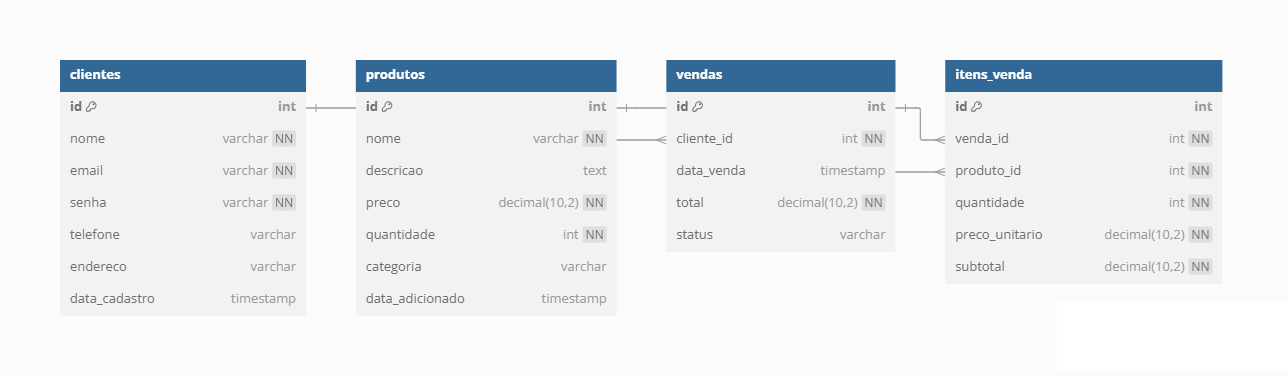 clientes
id int
nome varchar NN
email varchar NN
senha varchar NN
telefone varchar
endereco varchar
data_cadastro timestamp
produtos
id int
nome varchar NN
descricao text
preco decimal(10,2) NN
quantidade int NN
categoria varchar
data_adicionado timestamp
vendas
id int
cliente_id int NN
data_venda timestamp
total decimal(10,2) NN
status varchar
itens_venda
id int
venda_id int NN
produto_id int NN
quantidade int NN
preco_unitario decimal(10,2) NN
subtotal decimal(10,2) NN